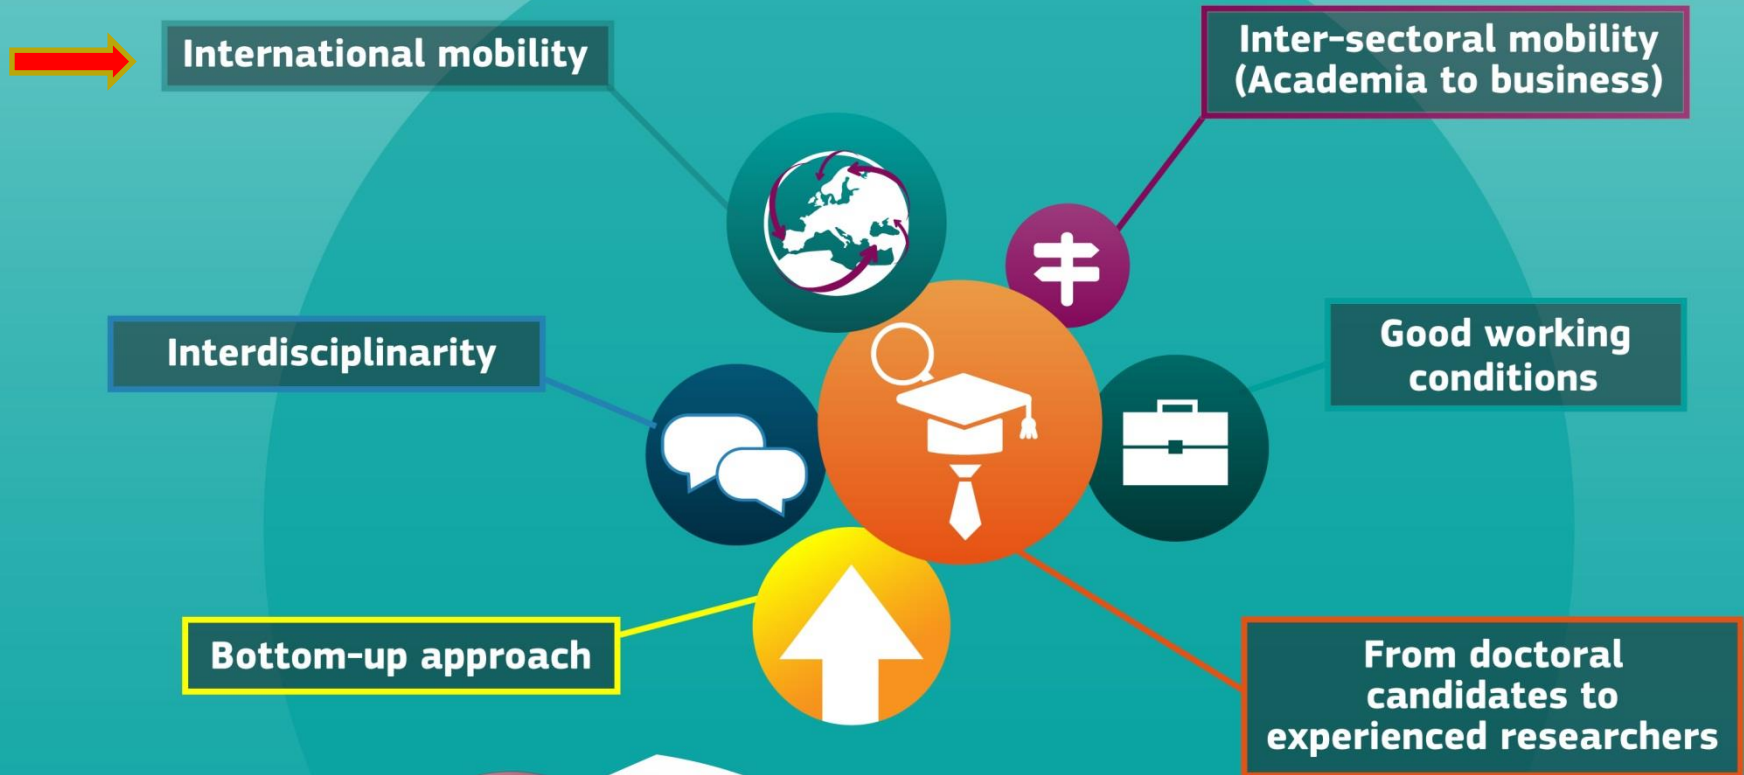 International mobility
Inter-sectoral mobility
(Academia to business)
Interdisciplinarity
Good working
conditions
Bottom-up approach
From doctoral
candidates to
experienced researchers